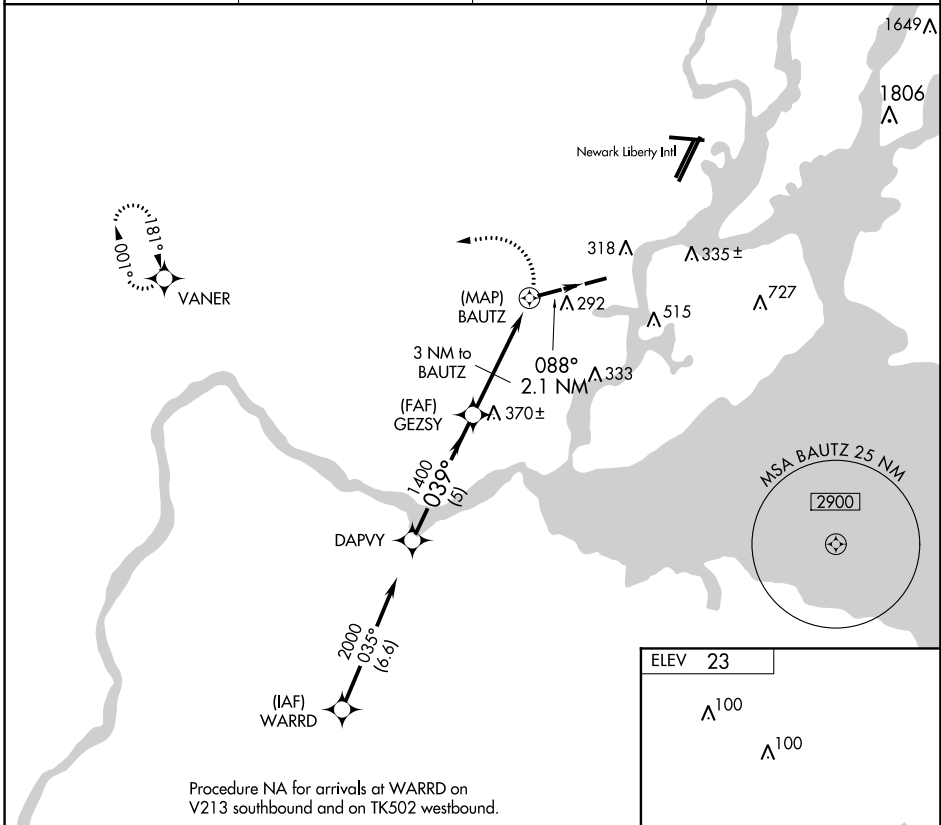 1649
1806
Newark Liberty Intl
181°
001°
VANER
318
335 ±
(MAP)
BAUTZ
292
727
515
3 NM to
BAUTZ
088°
2.1 NM
333
(FAF)
GEZSY
370 ±
1400
039°
(5)
MSA BAUTZ 25 NM
2900
DAPVY
2000
035°
(6.6)
(IAF)
WARRD
ELEV 23
100
100
Procedure NA for arrivals at WARRD on
V213 southbound and on TK502 westbound.